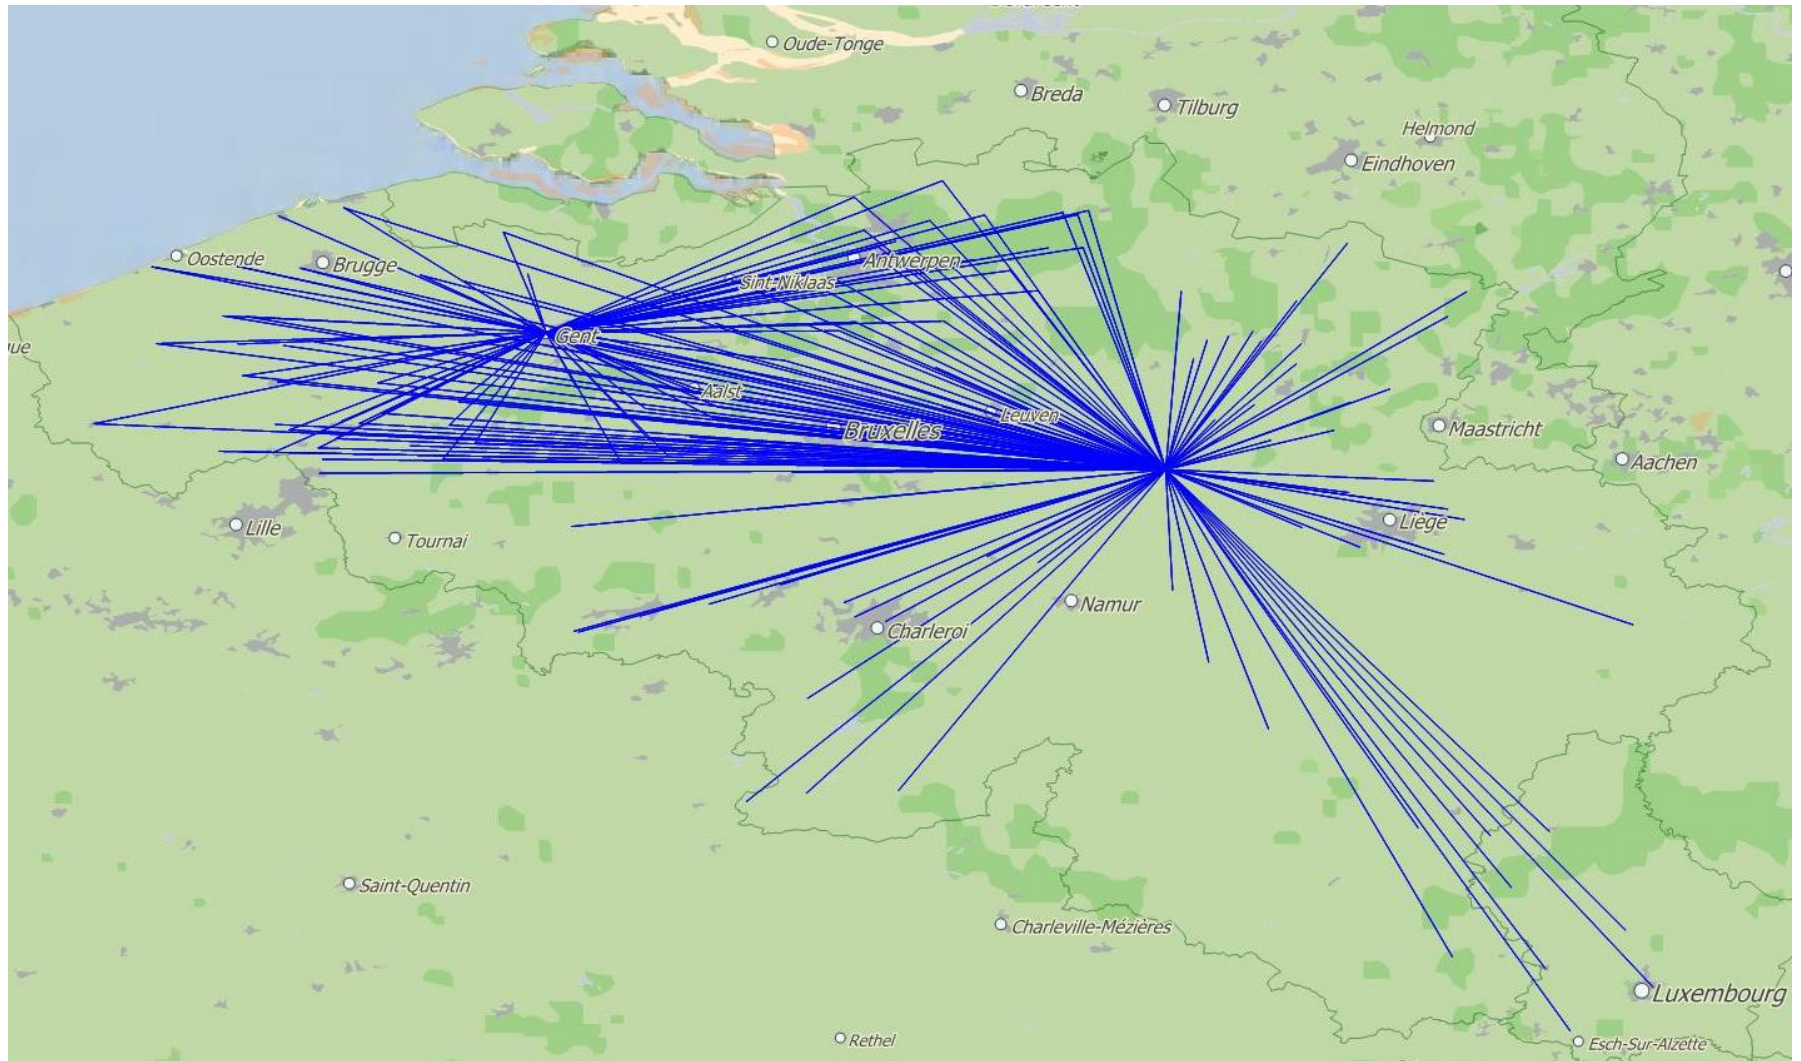 Oude-Tonge
Breda
Tilburg
Helmond
Eindhoven
Oostende
Brugge
Antwerpen
Sint-Niklaas
Gent
Aalst
Leuven
Bruxelles
Maastricht
Aachen
Lille
Tournai
Liège
Namur
Charleroi
Saint-Quentin
Charleville-Mézières
Luxembourg
Rethel
Esch-Sur-Alzette